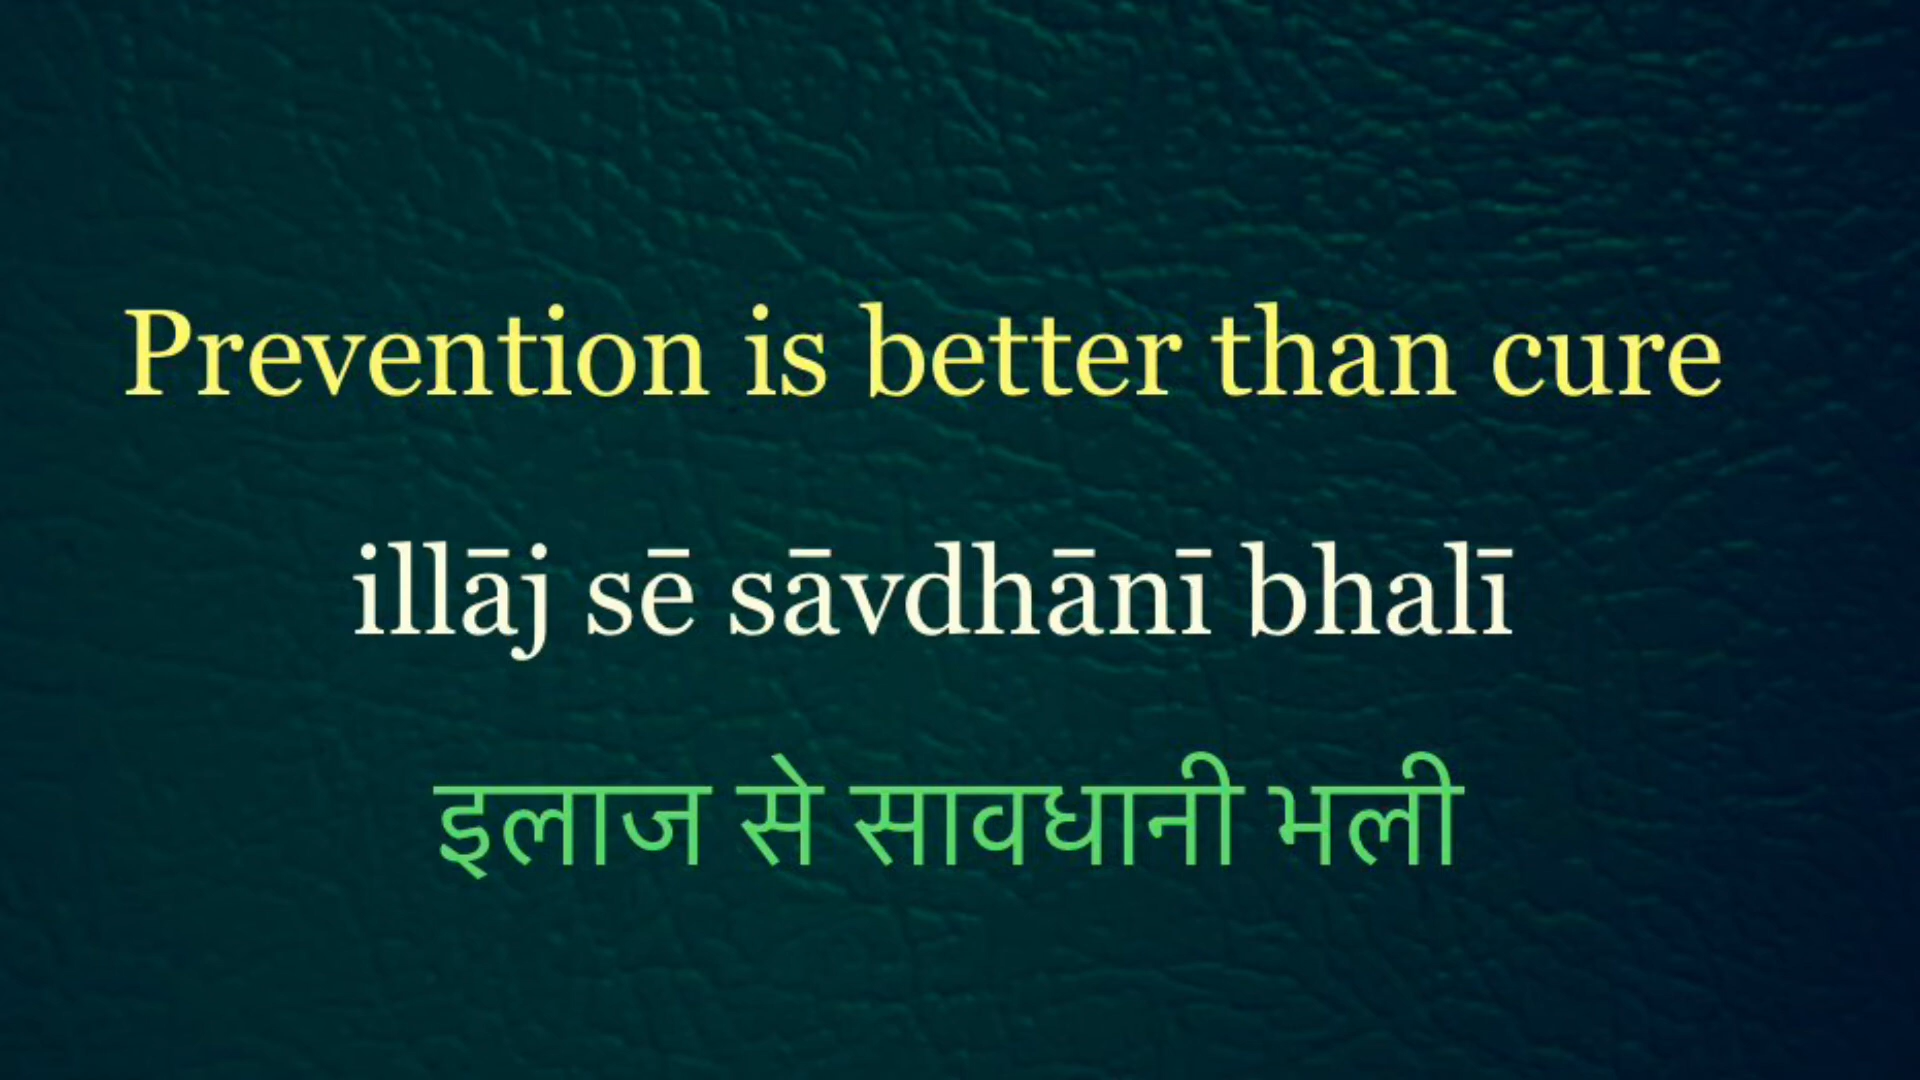 Prevention is better than cure
illāj sē sāvdhānī bhalī
इलाज से सावधानी भली